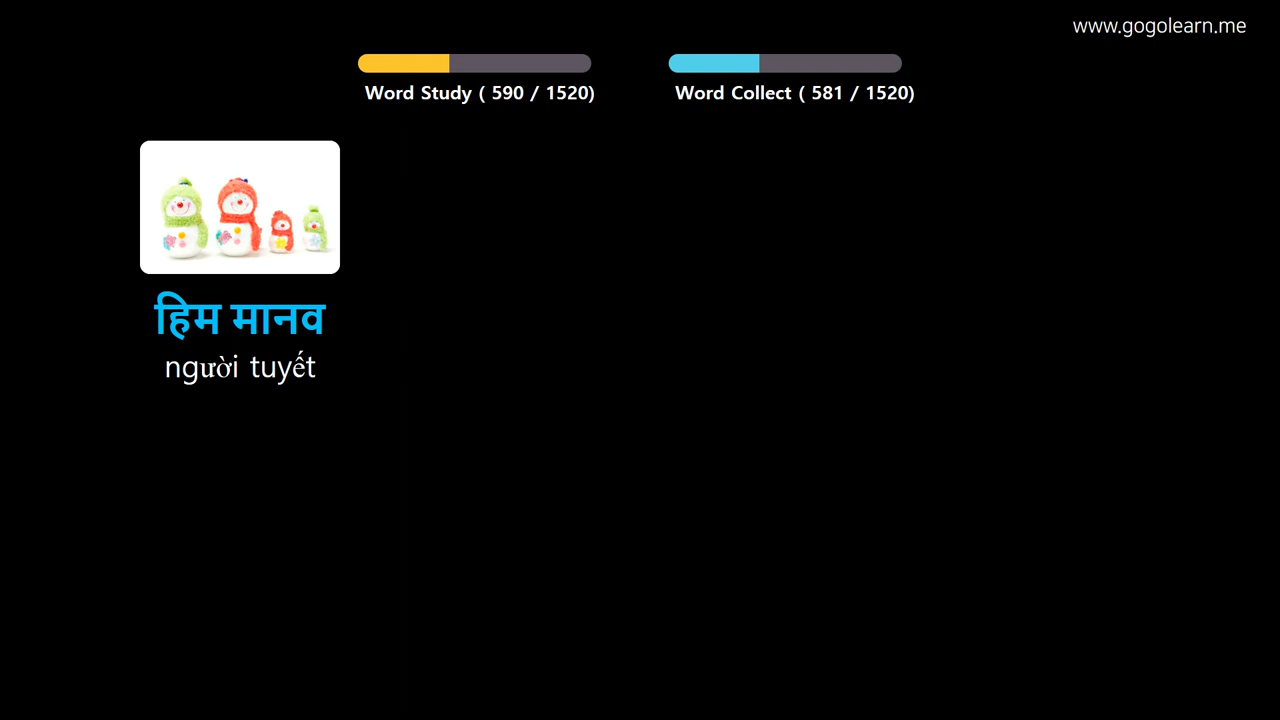 www.gogolearn.me
Word Study ( 590 / 1520)
Word Collect ( 581 / 1520)
हिम मानव
người tuyết